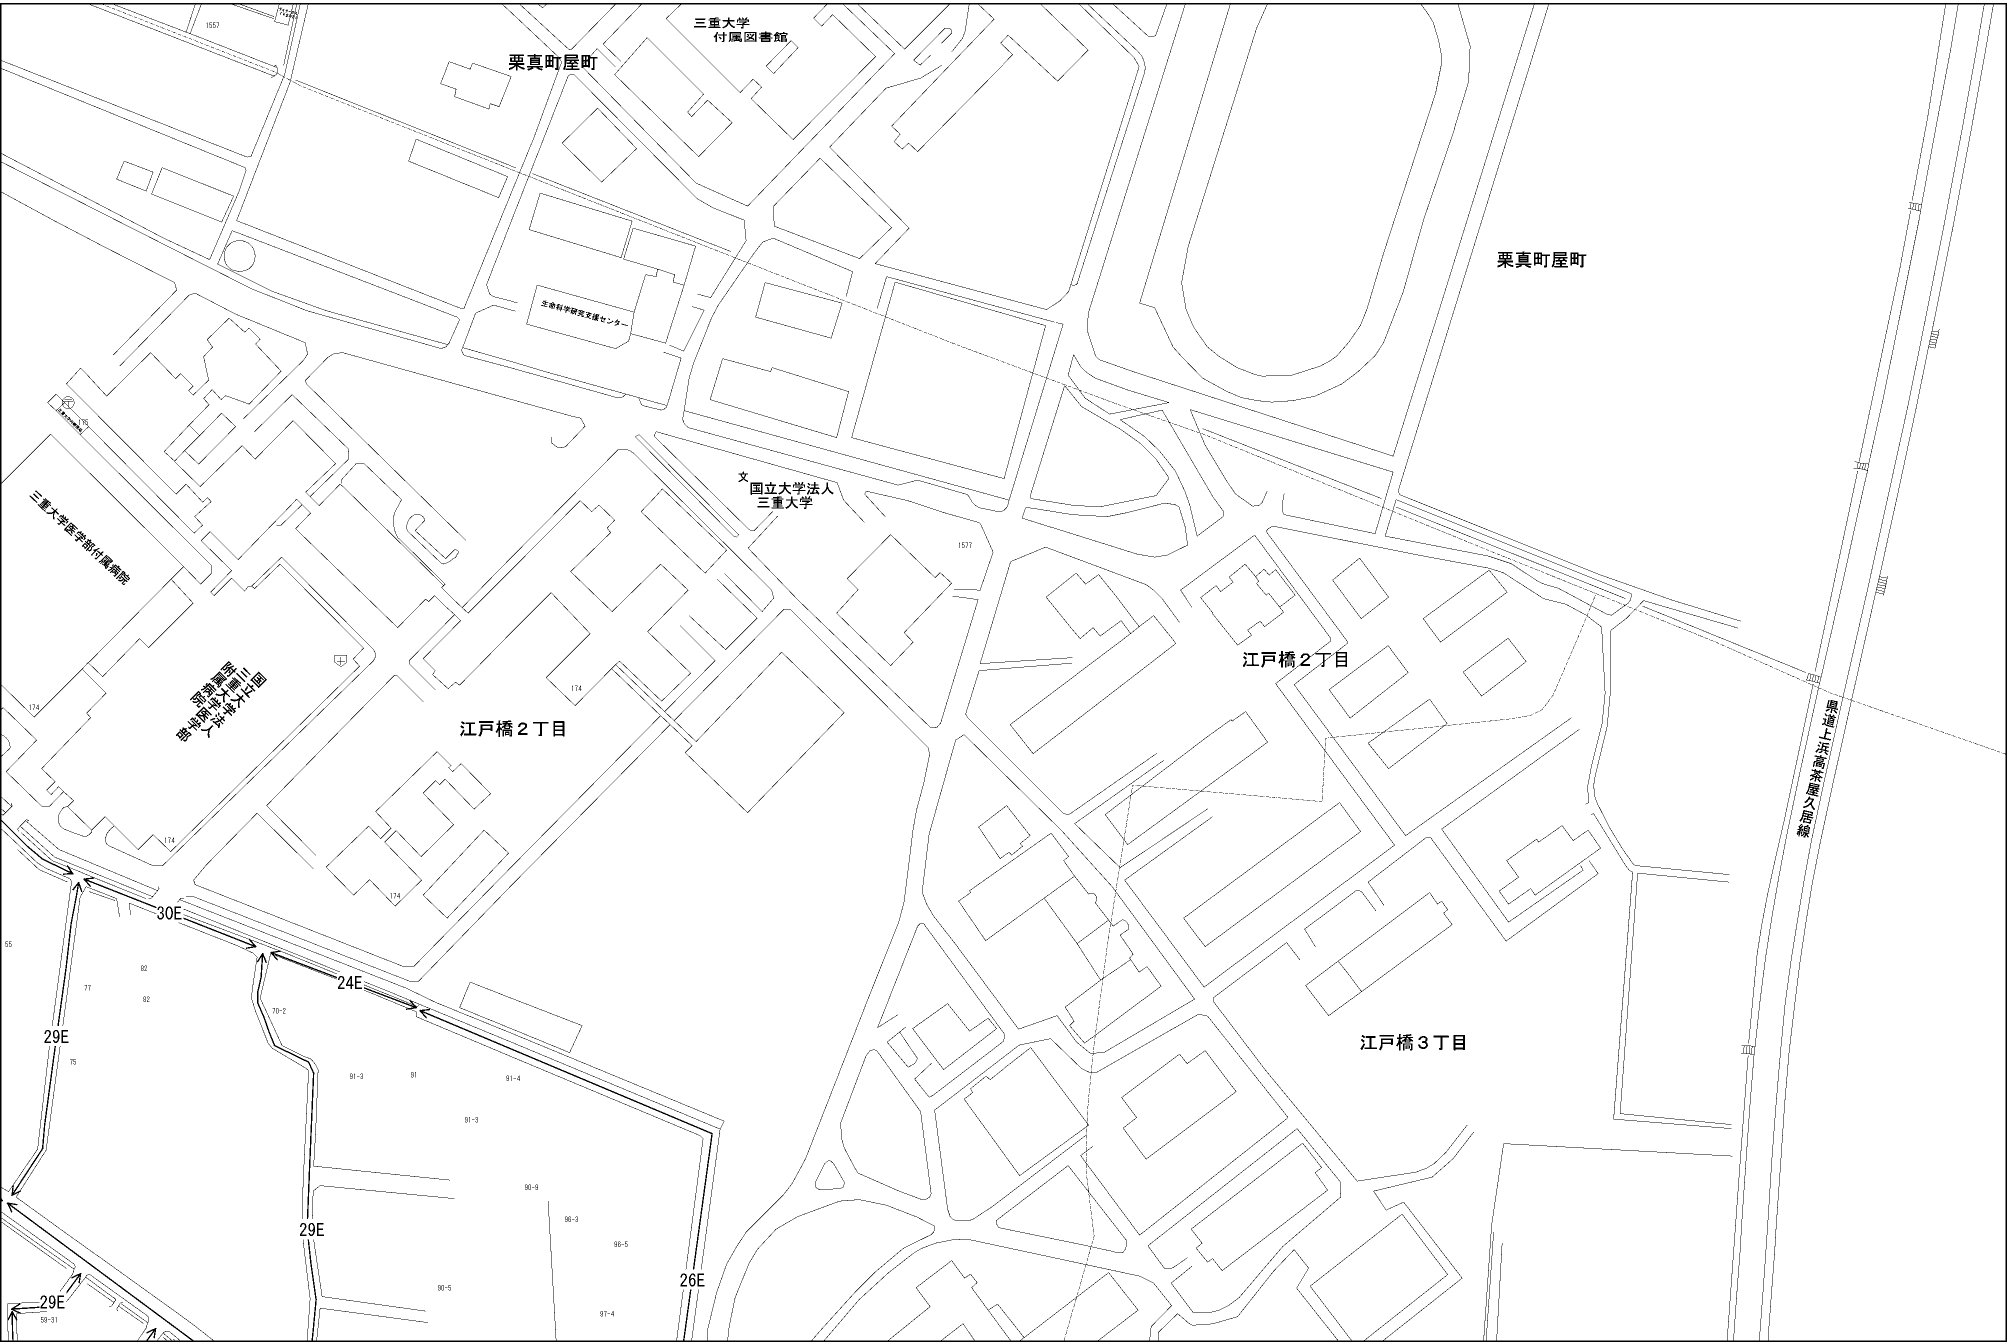 1557
三重大学
付属図書館
栗真町屋町
栗真町屋町
生命科学研究支援センター
175
三重大学医学部付属病院
文
国立大学法人
三重大学
1577
国立大学法人
三重大学医学部
附属病院
174
174
174
174
江戸橋２丁目
江戸橋２丁目
県道上浜高茶屋久居線
30E
24E
55
82
77
82
70-2
29E
75
91-3
91
91-4
91-3
江戸橋３丁目
90-9
96-3
96-5
29E
26E
90-5
97-4
29E
59-31